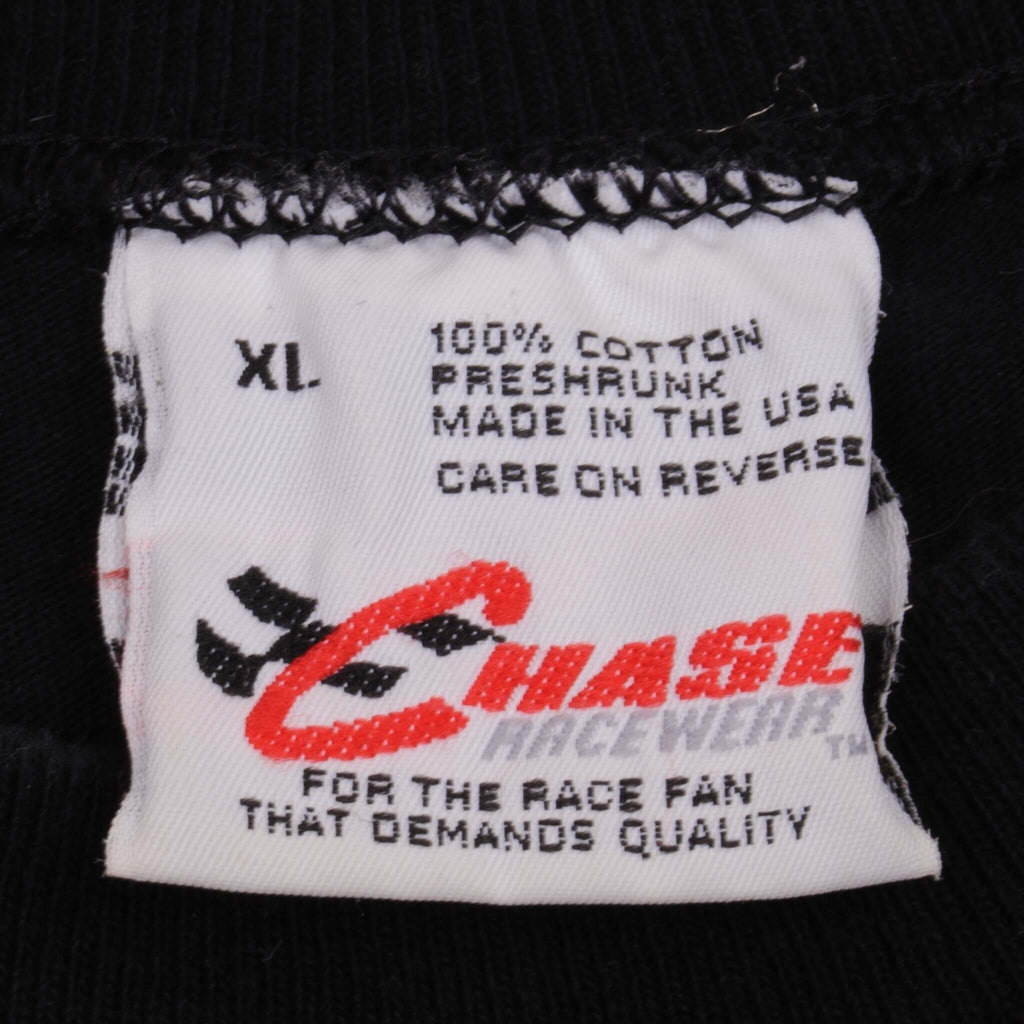 XL
100% COTTON
PRESHRUNK
MADE IN THE USA
CARE ON REVERSE
CHASE
RACEWEAR TM
FOR THE RACE FAN
THAT DEMANDS QUALITY